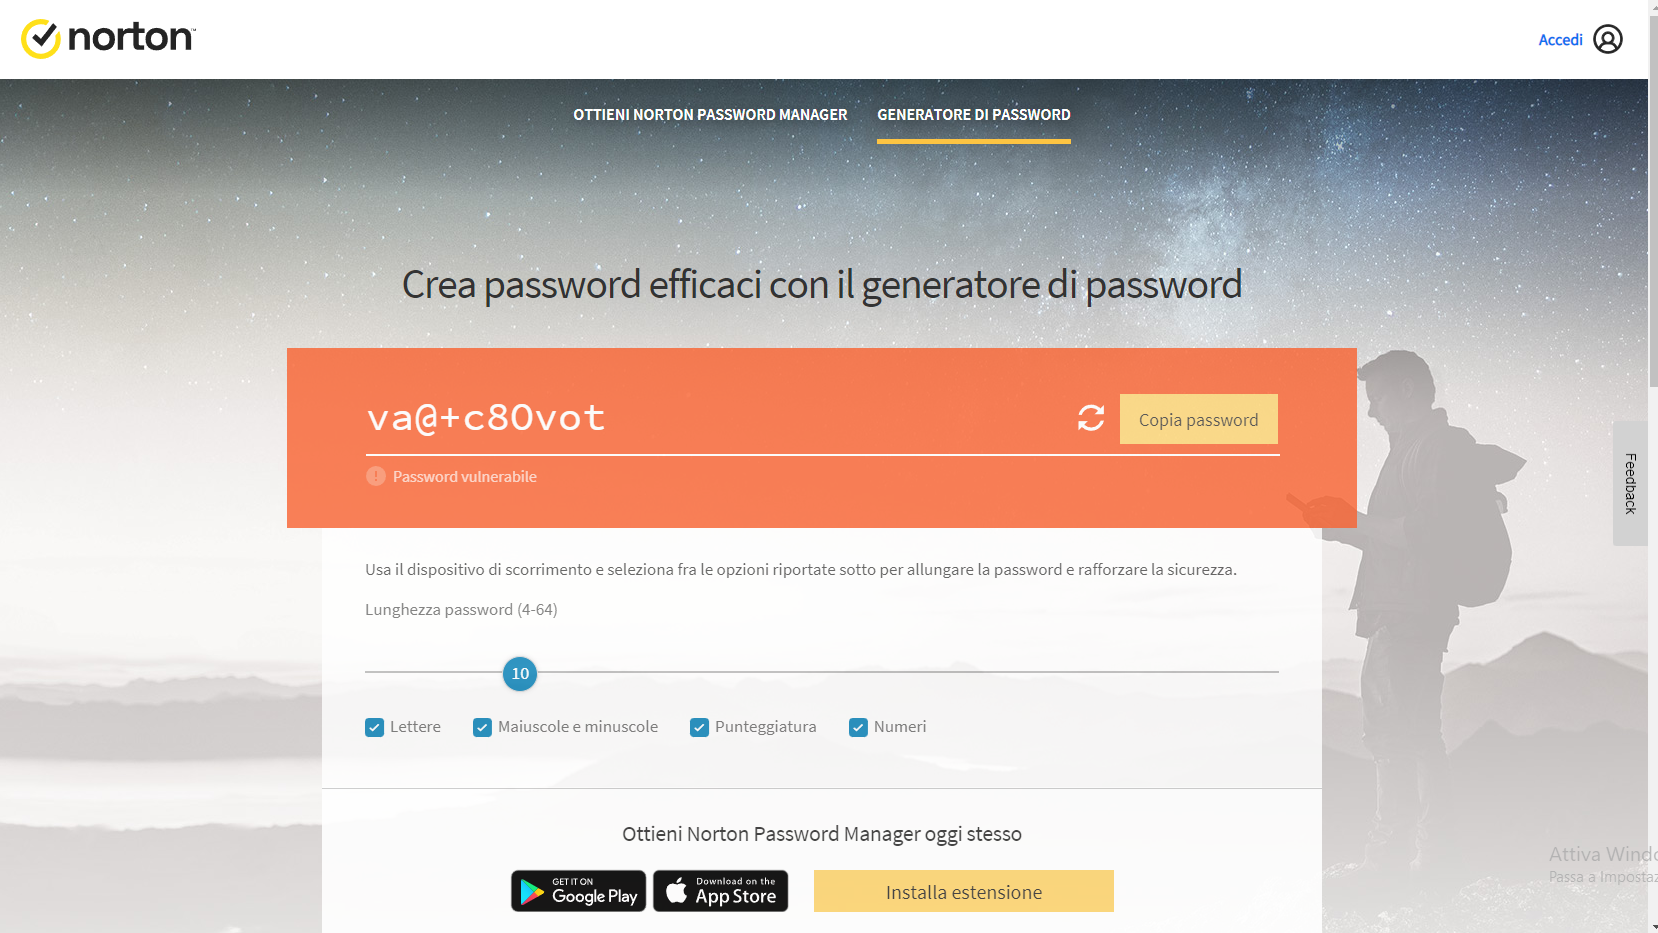 norton™
Accedi
OTTIENI NORTON PASSWORD MANAGER
GENERATORE DI PASSWORD
Crea password efficaci con il generatore di password
va@+c8Ovot
Copia password
! Password vulnerabile
Feedback
Usa il dispositivo di scorrimento e seleziona fra le opzioni riportate sotto per allungare la password e rafforzare la sicurezza.
Lunghezza password (4-64)
10
Lettere
Maiuscole e minuscole
Punteggiatura
Numeri
Ottieni Norton Password Manager oggi stesso
GET IT ON
Google Play
Download on the
App Store
Installa estensione
Attiva Windo
Passa a Impostaz